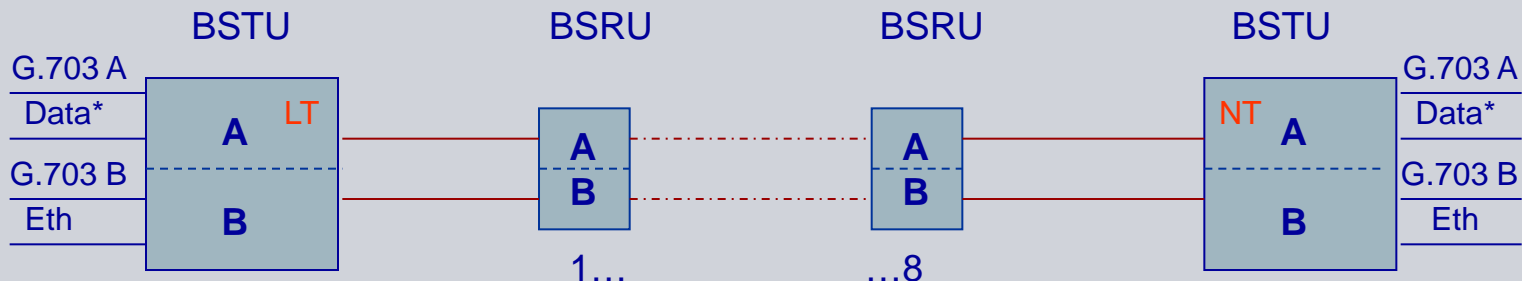 BSTU BSRU BSRU BSTU
G.703 A G.703 A
Data* A LT A A NT A Data*
G.703 B B B G.703 B
Eth B B Eth
1... ...8